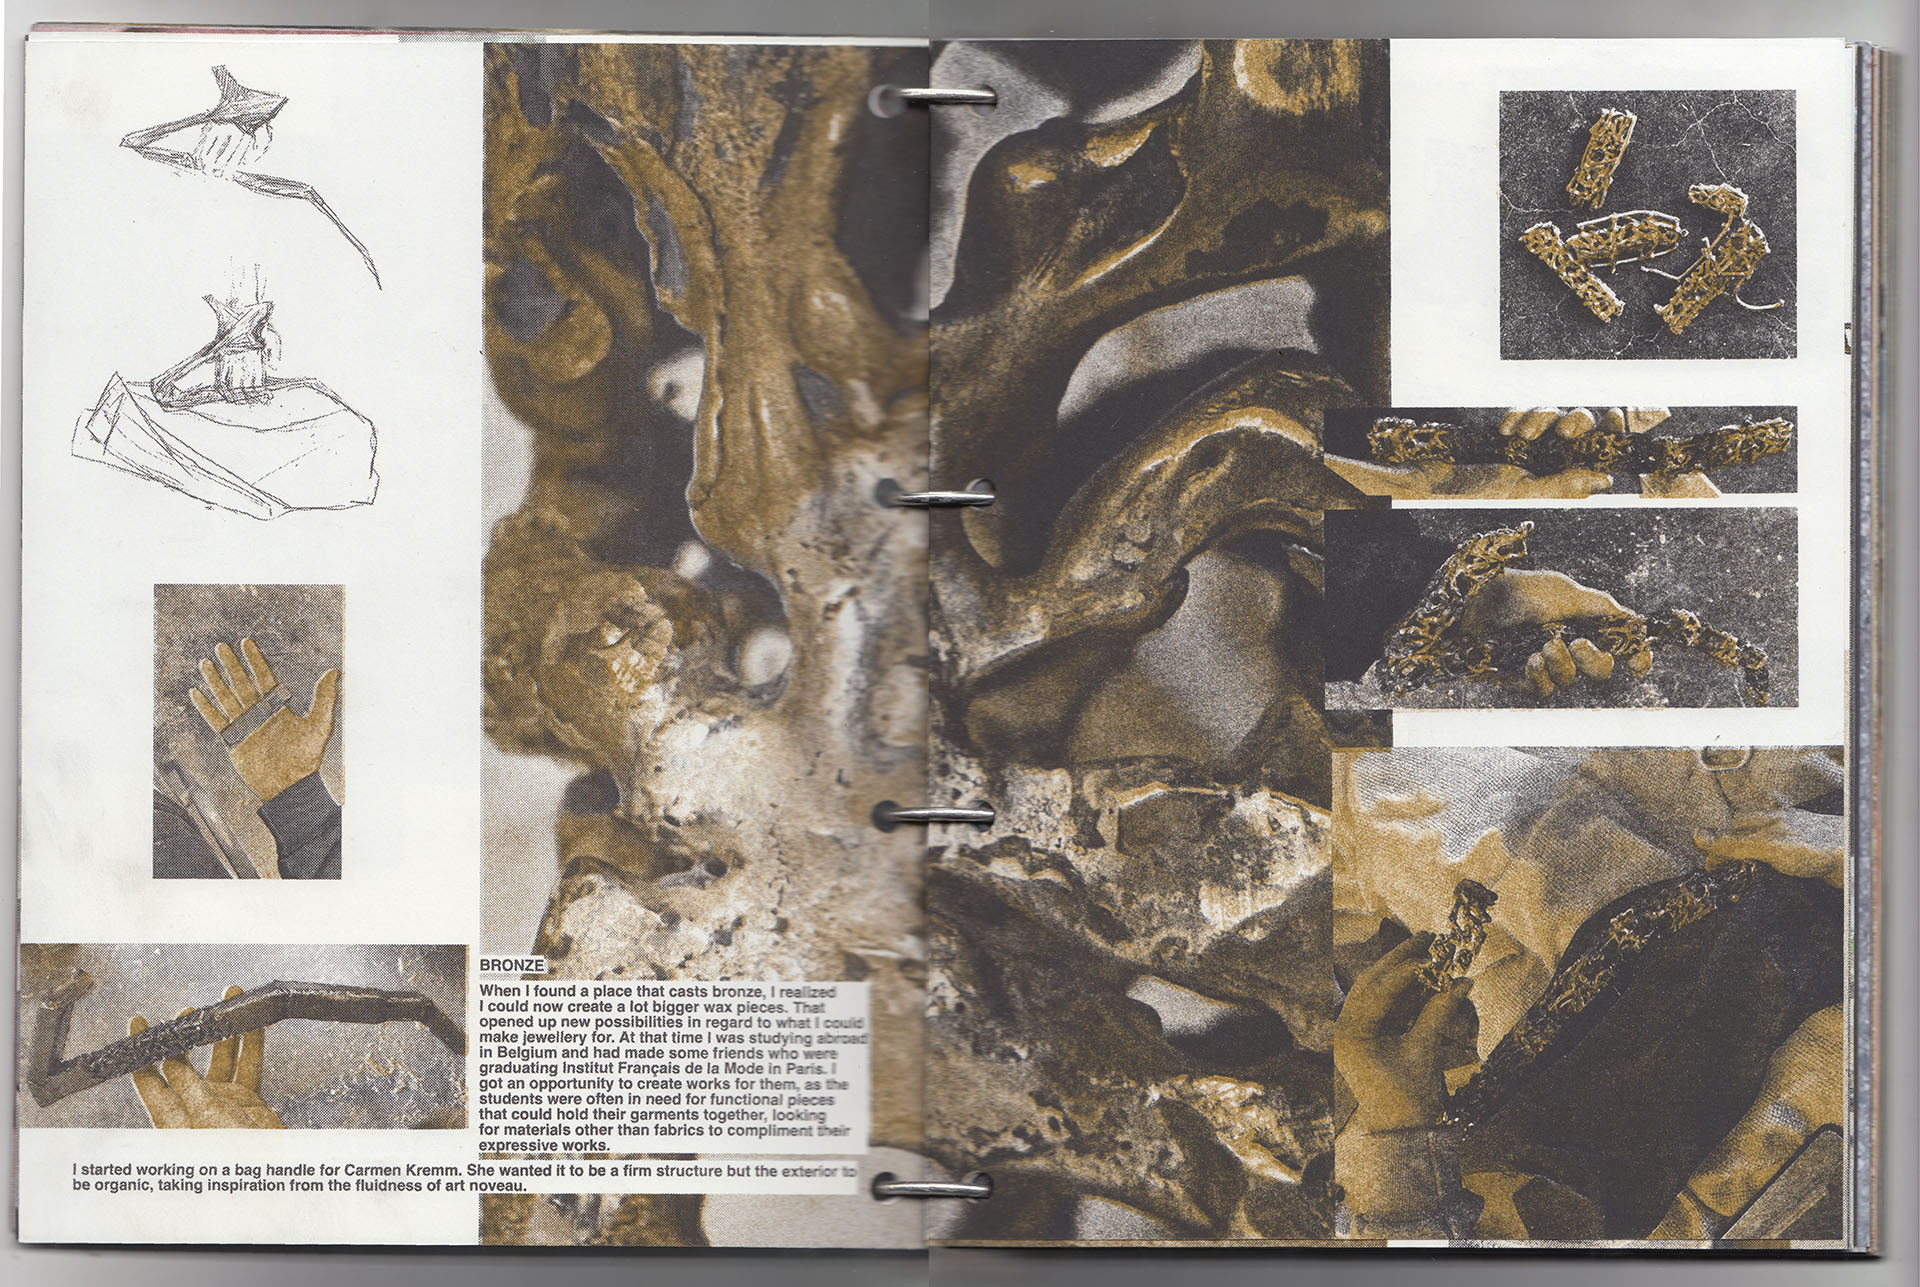 BRONZE
When I found a place that casts bronze, I realized
I could now create a lot bigger wax pieces. That
opened up new possibilities in regard to what I could
make jewellery for. At that time I was studying abroad
in Belgium and had made some friends who were
graduating Institut Français de la Mode in Paris. I
got an opportunity to create works for them, as the
students were often in need for functional pieces
that could hold their garments together, looking
for materials other than fabrics to compliment their
expressive works.
I started working on a bag handle for Carmen Kremm. She wanted it to be a firm structure but the exterior to
be organic, taking inspiration from the fluidness of art noveau.